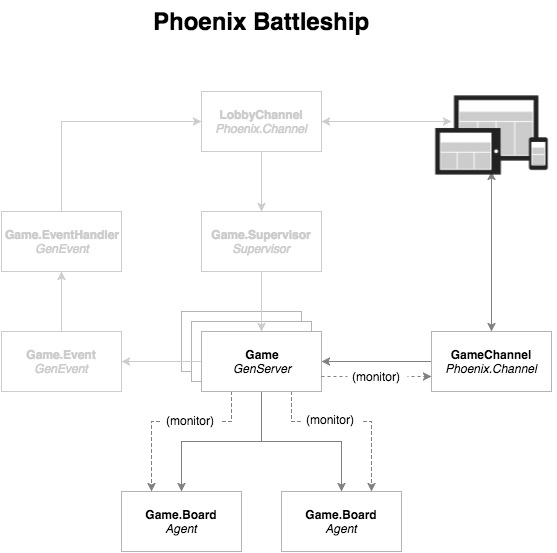 Phoenix Battleship
LobbyChannel
Phoenix.Channel
Game.EventHandler
GenEvent
Game.Supervisor
Supervisor
Game.Event
GenEvent
Game
GenServer
GameChannel
Phoenix.Channel
(monitor)
(monitor)
(monitor)
Game.Board
Agent
Game.Board
Agent